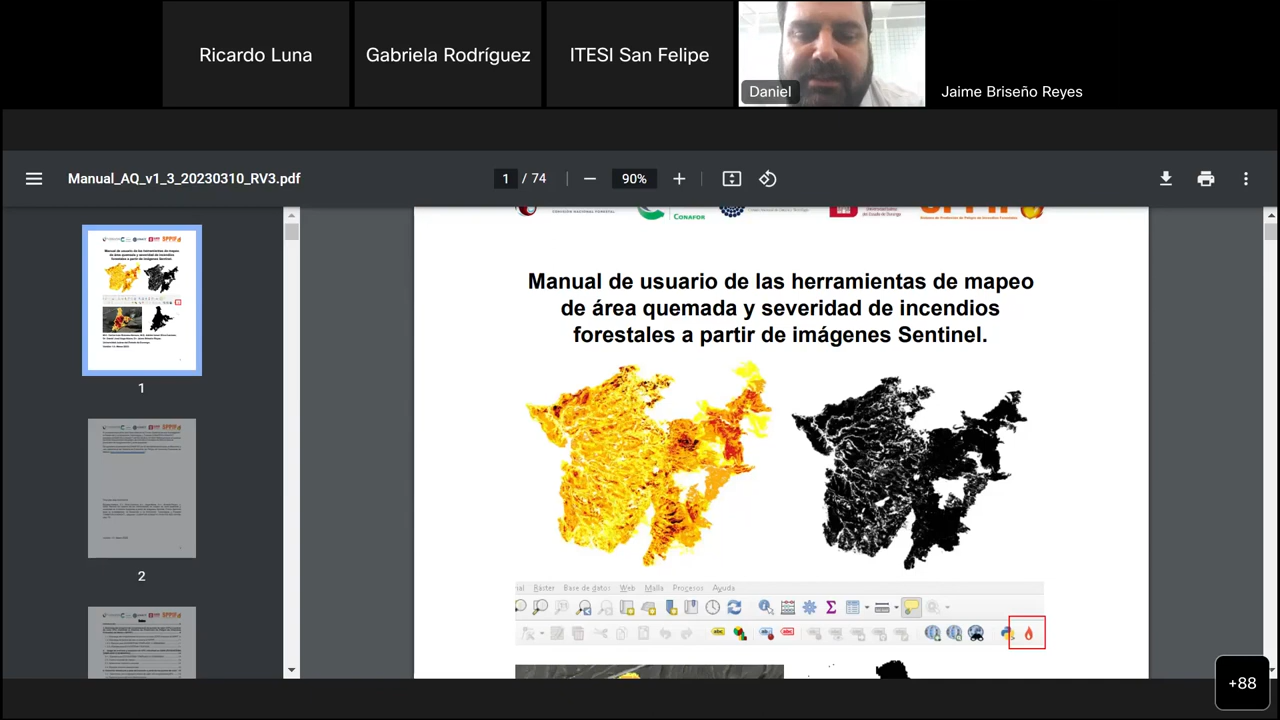 Ricardo Luna
Gabriela Rodríguez
ITESI San Felipe
Daniel
Jaime Briseño Reyes
Manual_AQ_v1_3_20230310_RV3.pdf
1 / 74
90%
CONAFOR
Manual de usuario de las herramientas de mapeo
de área quemada y severidad de incendios
forestales a partir de imagenes Sentinel.
1
2
Ráster Base de datos Web Malla Procesos Ayuda
+88